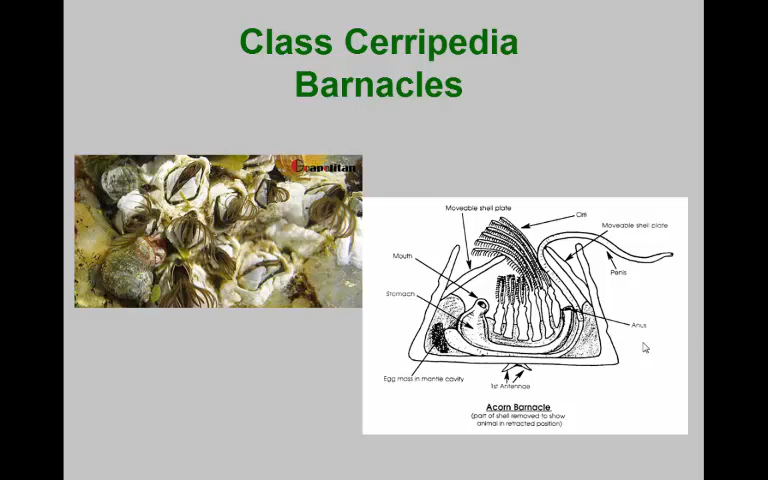 Class Cerripedia
Barnacles
Geapolitan
Moveable shell plate
Cirri
Moveable shell plate
Mouth
Penis
Stomach
Anus
Egg mass in mantle cavity
1st Antennae
Acorn Barnacle
(part of shell removed to show
animal in retracted position)